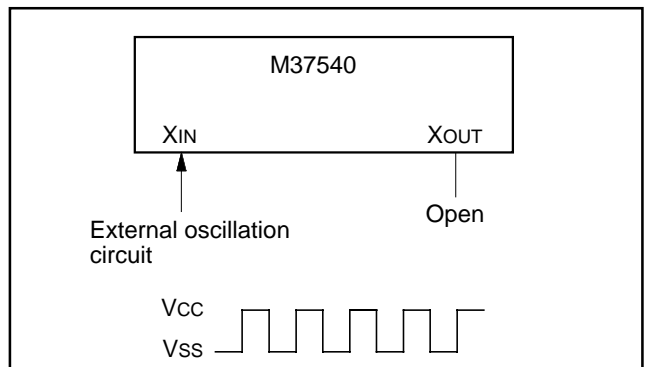 M37540
XIN XOUT
External oscillation
circuit
Open
VCC
VSS